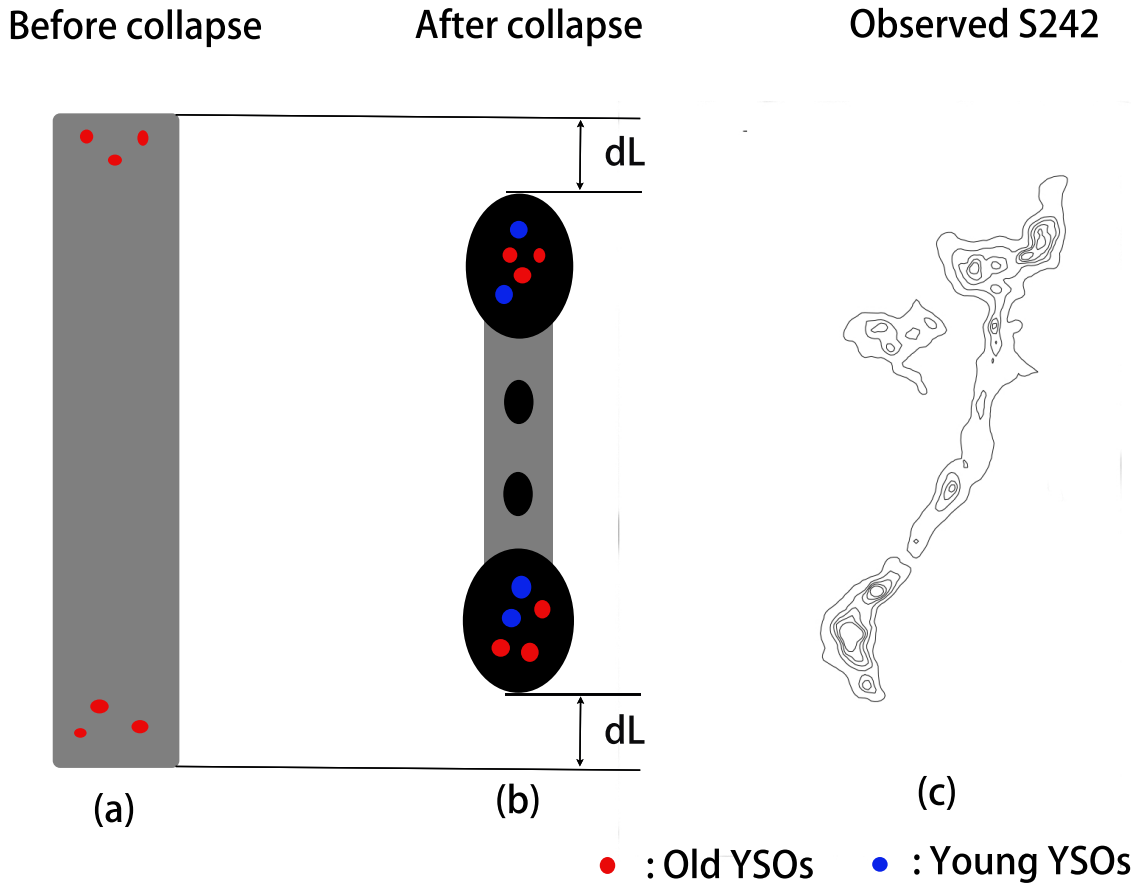 Before collapse
After collapse
Observed S242
dL
dL
(a)
(b)
(c)
: Old YSOs
: Young YSOs